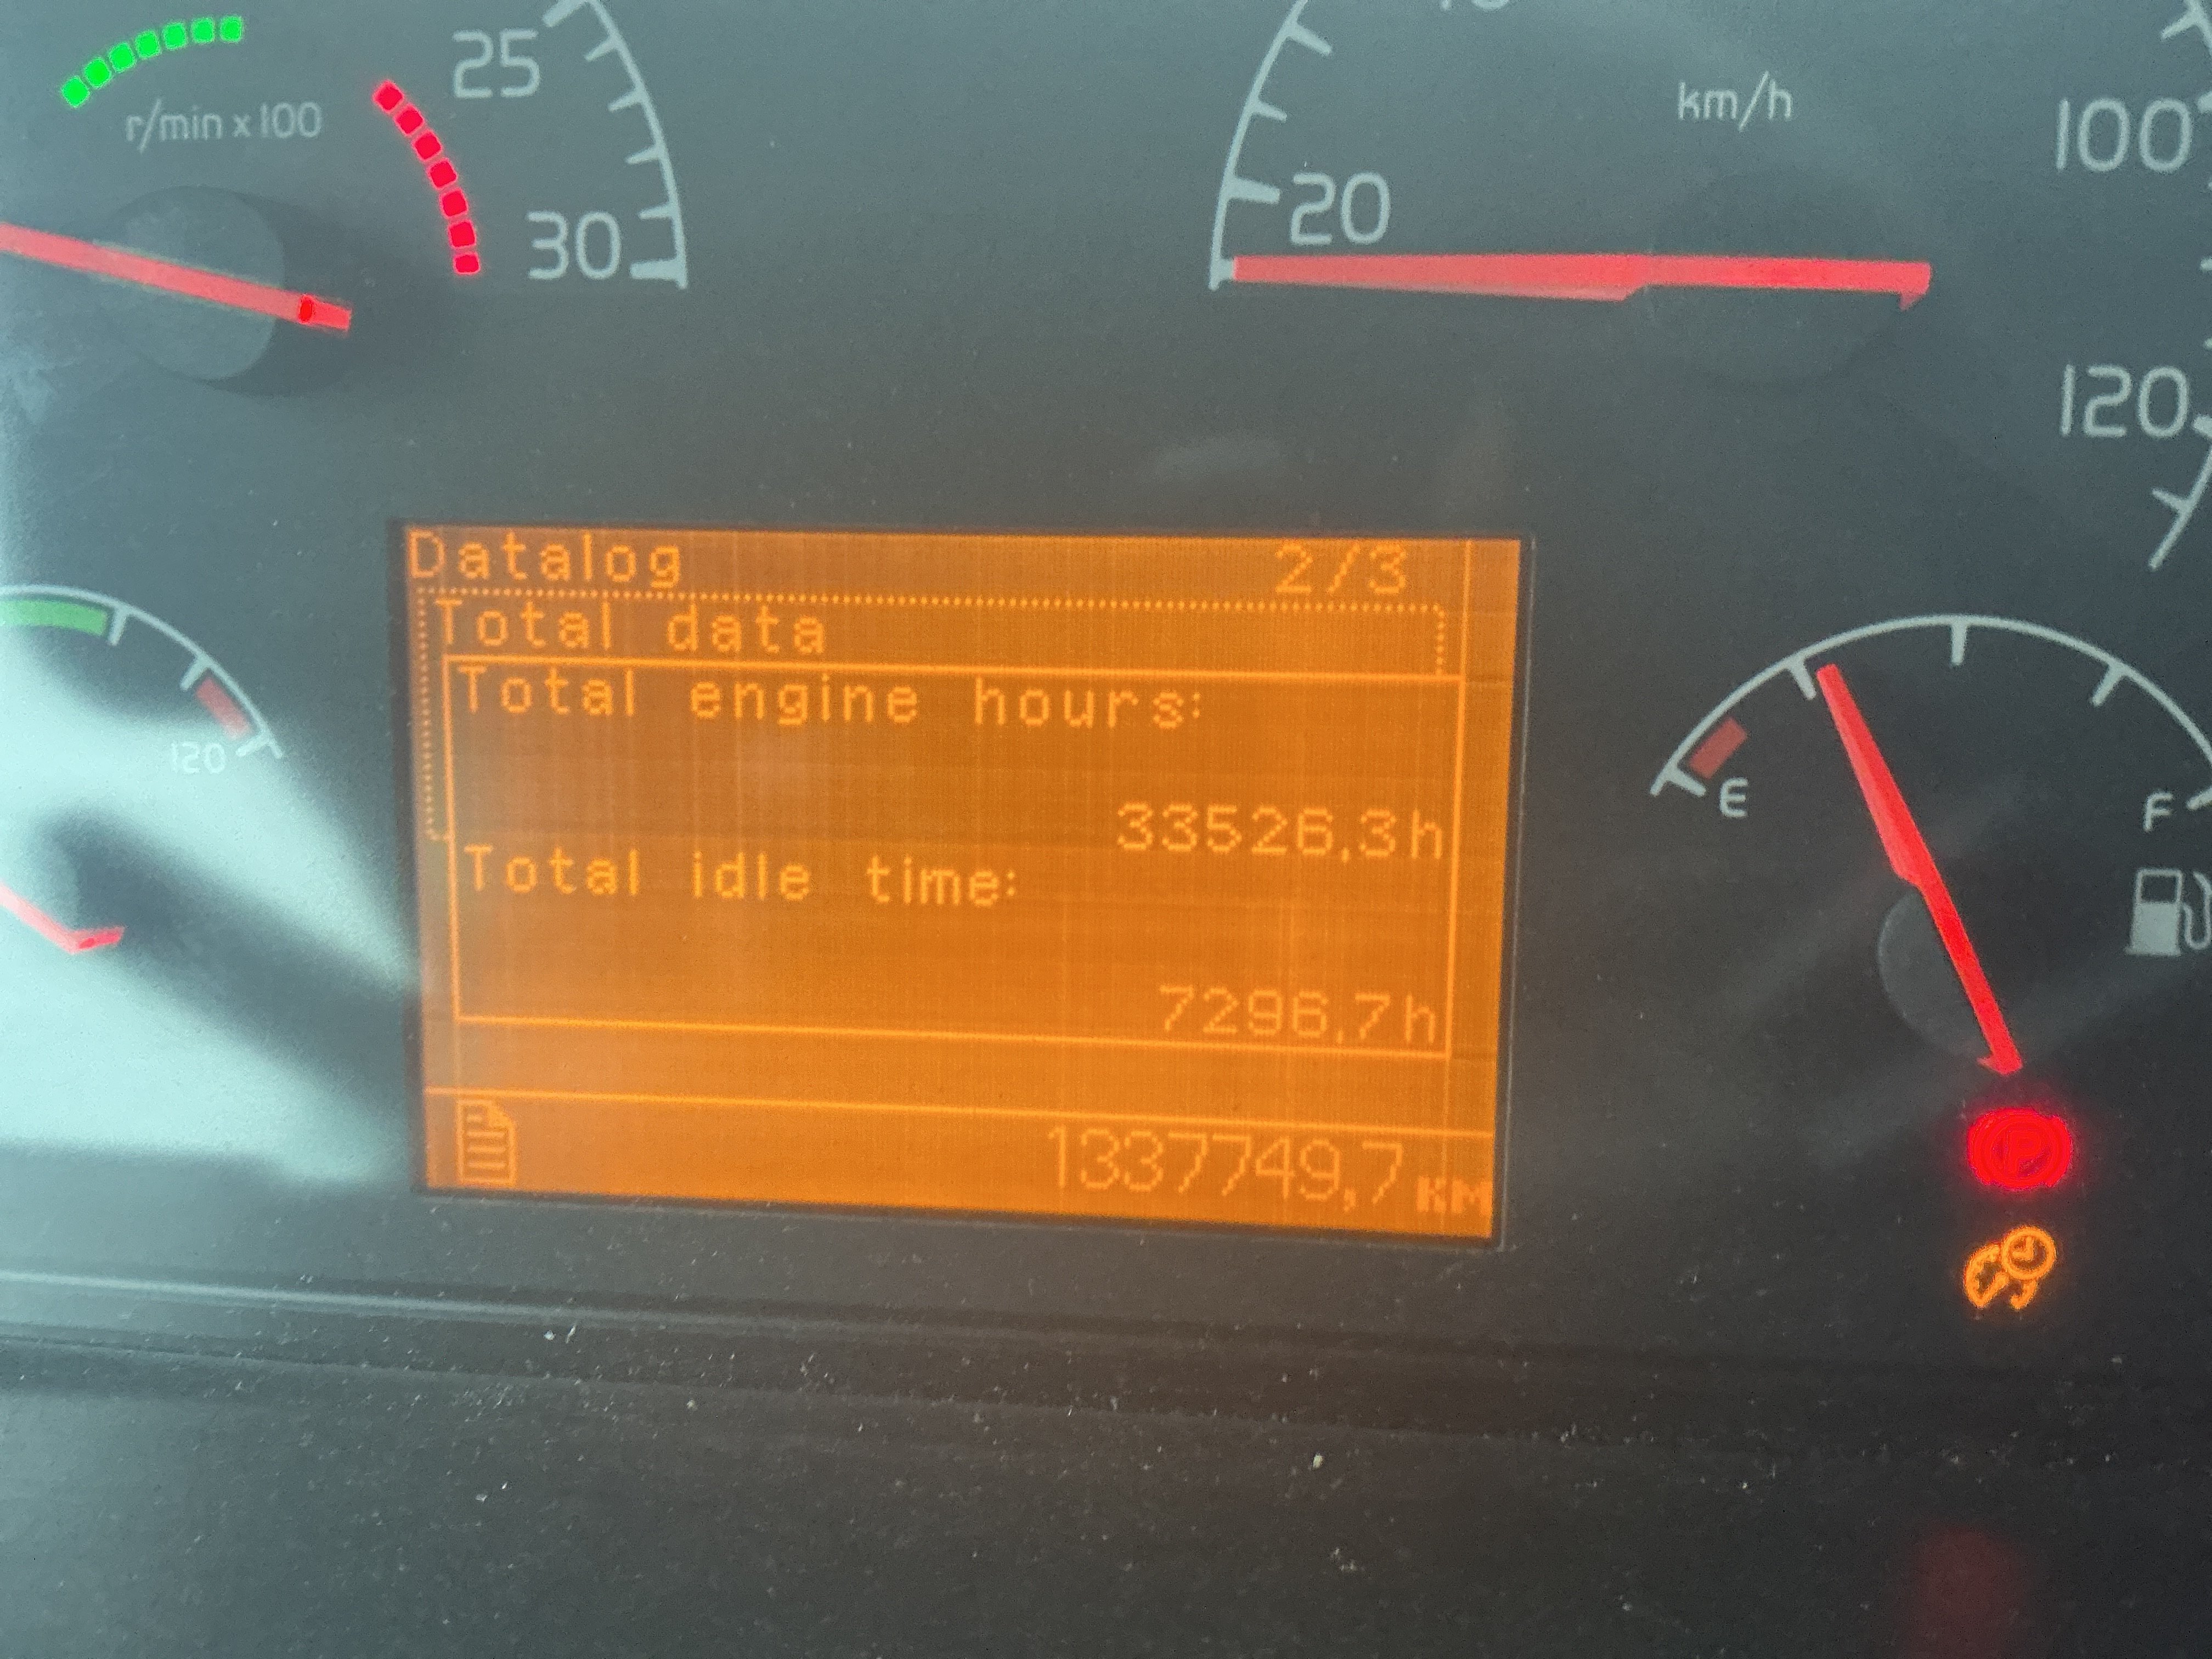 25
r/min x 100
30
km/h
20
100
120
Datalog 2/3
Total data
Total engine hours:
33526,3h
Total idle time:
7296,7h
1337749,7 KM
120
E
F
P